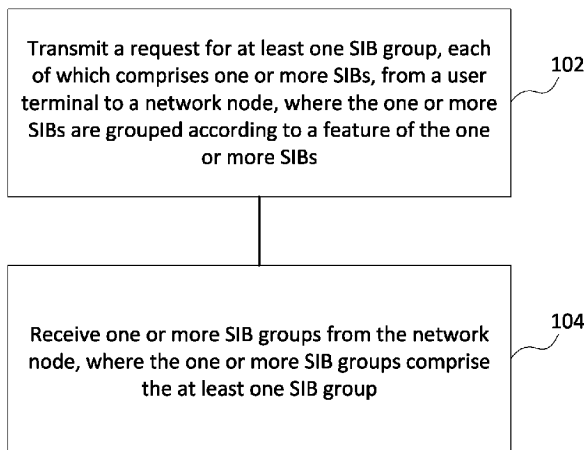 Transmit a request for at least one SIB group, each
of which comprises one or more SIBs, from a user
terminal to a network node, where the one or more
SIBs are grouped according to a feature of the one
or more SIBs
102
Receive one or more SIB groups from the network
node, where the one or more SIB groups comprise
the at least one SIB group
104